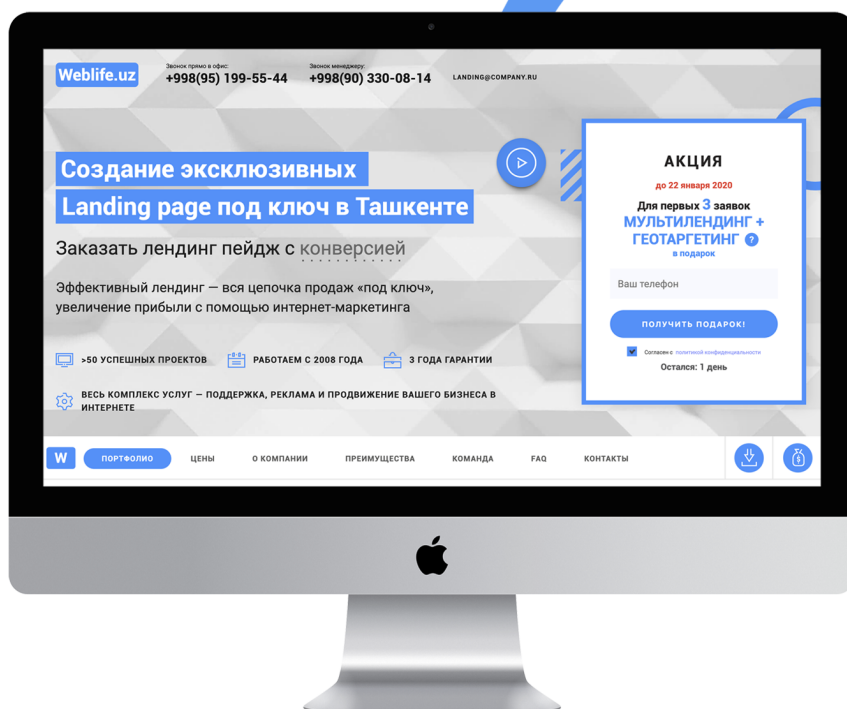 Weblife.uz
Звонок прямо в офис:
+998(95) 199-55-44
Звонок менеджеру:
+998(90) 330-08-14
LANDING@COMPANY.RU
Создание эксклюзивных
Landing page под ключ в Ташкенте
Заказать лендинг пейдж с конверсией
Эффективный лендинг — вся цепочка продаж «под ключ»,
увеличение прибыли с помощью интернет-маркетинга
>50 УСПЕШНЫХ ПРОЕКТОВ
РАБОТАЕМ С 2008 ГОДА
3 ГОДА ГАРАНТИИ
ВЕСЬ КОМПЛЕКС УСЛУГ — ПОДДЕРЖКА, РЕКЛАМА И ПРОДВИЖЕНИЕ ВАШЕГО БИЗНЕСА В
ИНТЕРНЕТЕ
АКЦИЯ
до 22 января 2020
Для первых 3 заявок
МУЛЬТИЛЕНДИНГ +
ГЕОТАРГЕТИНГ ?
в подарок
Ваш телефон
ПОЛУЧИТЬ ПОДАРОК!
Согласен с политикой конфиденциальности
Остался: 1 день
W
ПОРТФОЛИО
ЦЕНЫ
О КОМПАНИИ
ПРЕИМУЩЕСТВА
КОМАНДА
FAQ
КОНТАКТЫ